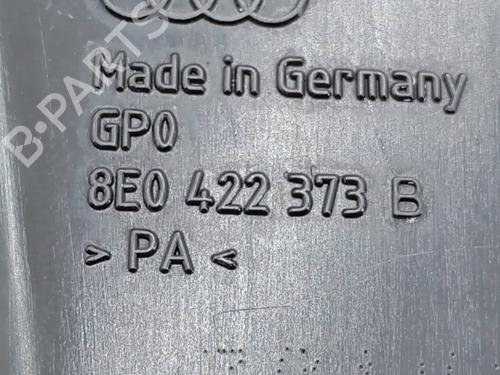 Made in Germany
GP0
8E0 422 373 B
> PA <
B-PARTS